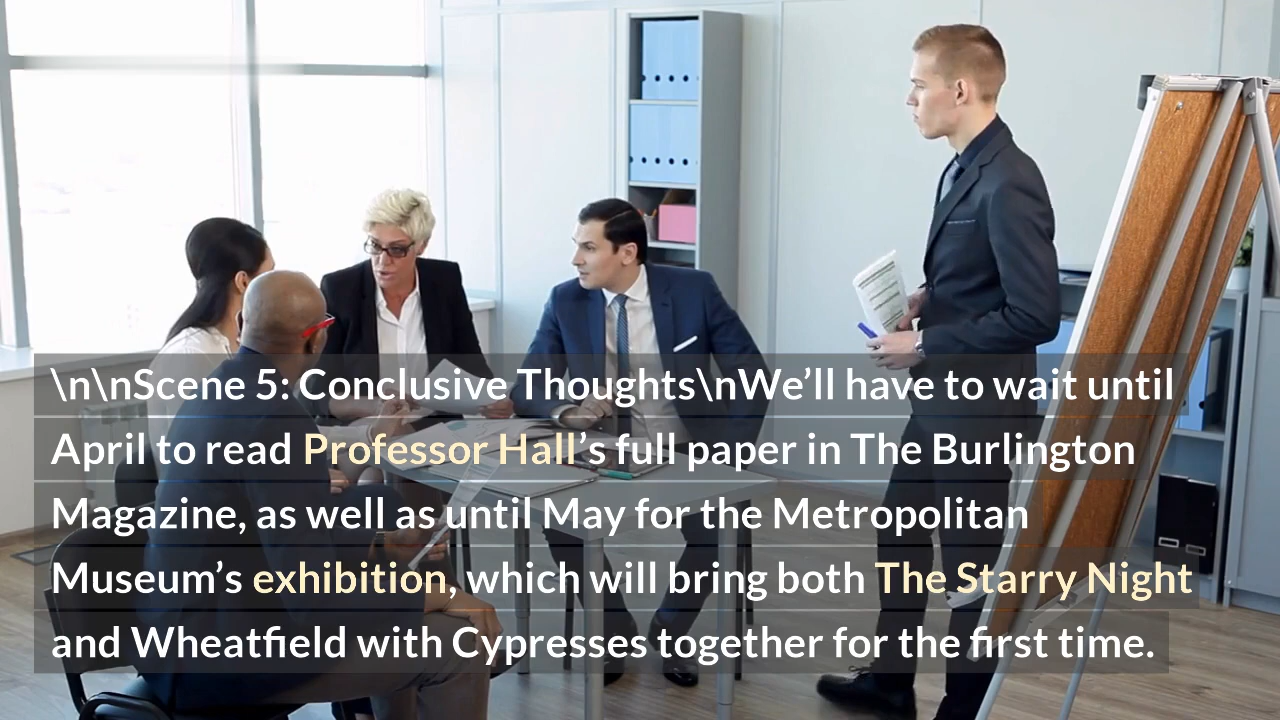 \n\nScene 5: Conclusive Thoughts\nWe’ll have to wait until
April to read Professor Hall’s full paper in The Burlington
Magazine, as well as until May for the Metropolitan
Museum’s exhibition, which will bring both The Starry Night
and Wheatfield with Cypresses together for the first time.